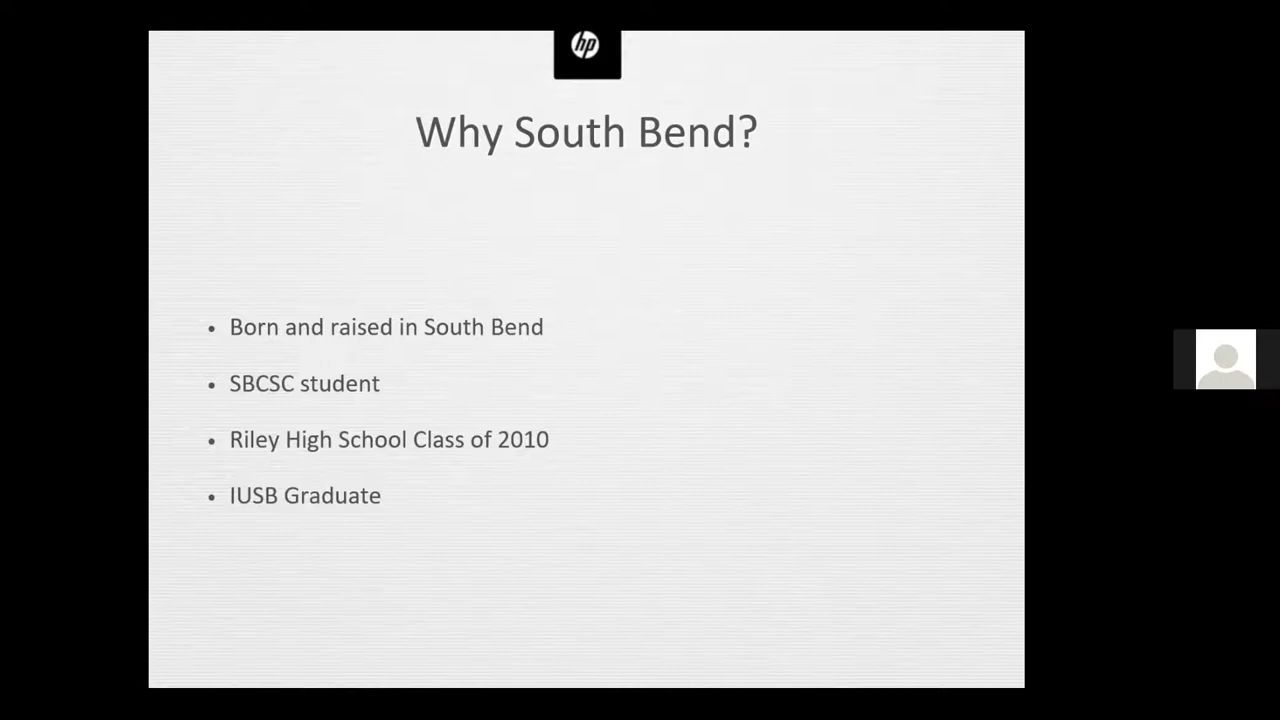 hp
Why South Bend?
• Born and raised in South Bend
• SBCSC student
• Riley High School Class of 2010
• IUSB Graduate